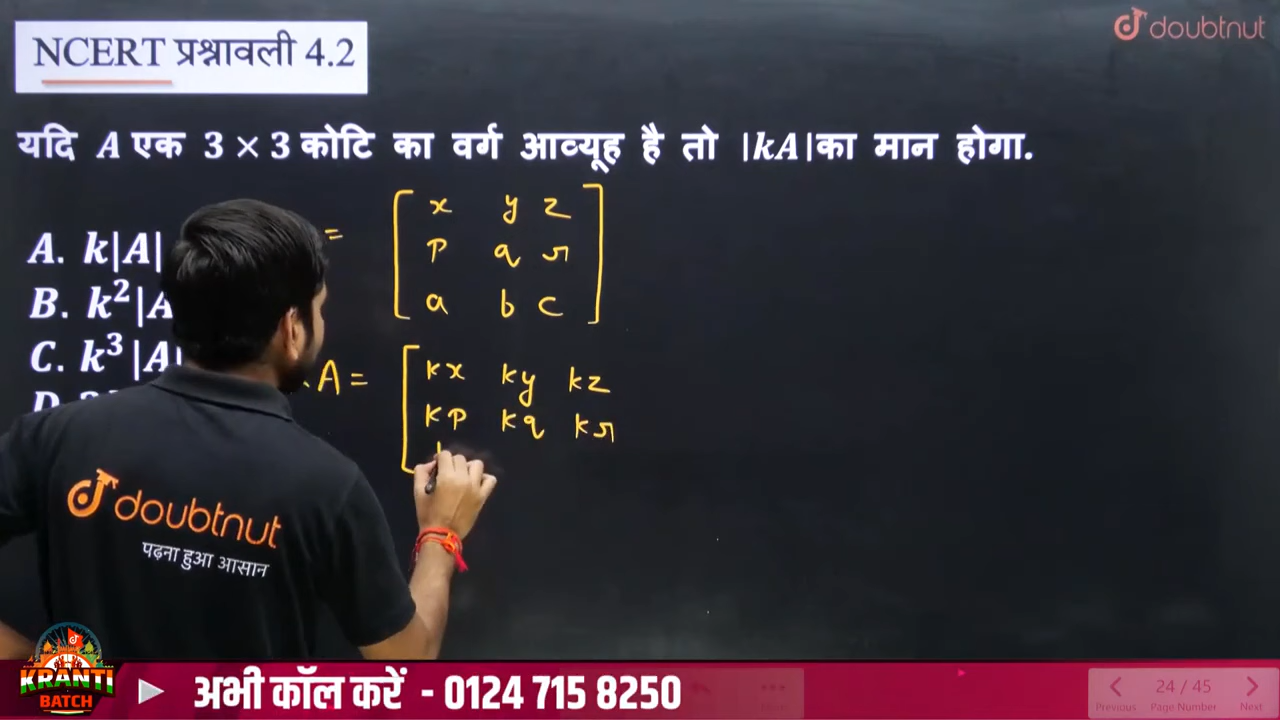 doubtnut
NCERT प्रश्नावली 4.2
यदि A एक 3 × 3 कोटि का वर्ग आव्यूह है तो |kA| का मान होगा.
= [ x y z
p q r
a b c ]
A. k|A|
B. k²|A
C. k³|A|
D.
A = [ kx ky kz
kp kq kr
doubtnut
पढ़ना हुआ आसान
KRANTI
BATCH
अभी कॉल करें - 0124 715 8250
24 / 45
Previous Page Number Next